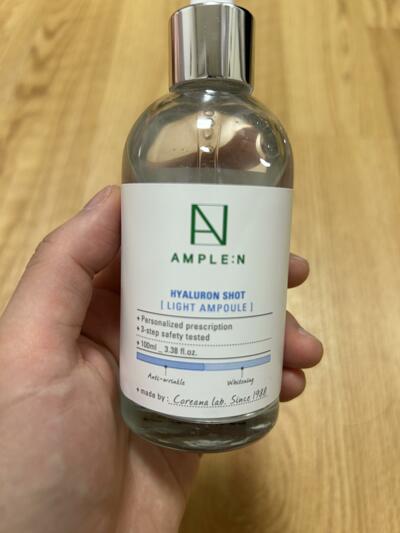 AMPLE:N
HYALURON SHOT
[ LIGHT AMPOULE ]
+ Personalized prescription
+ 3-step safety tested
+ 100ml _ 3.38 fl.oz.
Anti-wrinkle Whitening
+ made by : Coreana lab. Since 1988